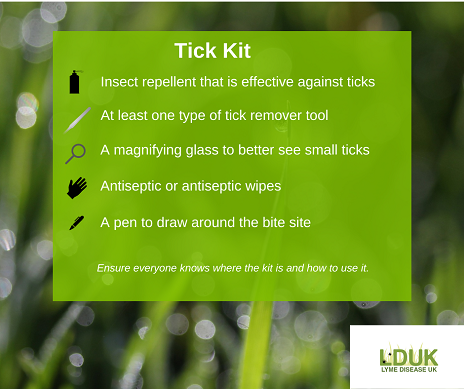 Tick Kit
Insect repellent that is effective against ticks
At least one type of tick remover tool
A magnifying glass to better see small ticks
Antiseptic or antiseptic wipes
A pen to draw around the bite site
Ensure everyone knows where the kit is and how to use it.
LDUK
LYME DISEASE UK